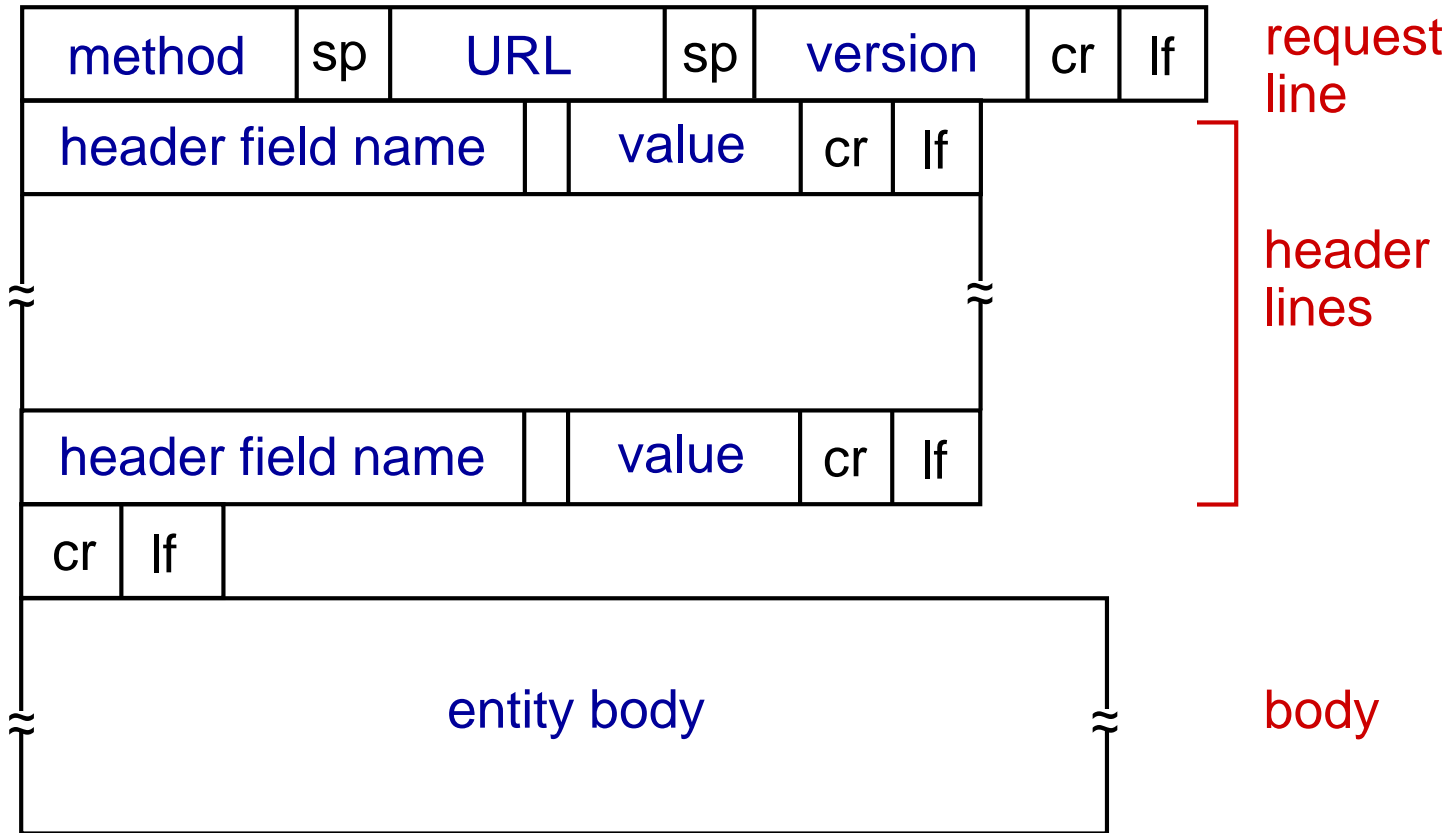 method sp URL sp version cr lf
request
line
header field name value cr lf
header
lines
header field name value cr lf
cr lf
entity body
body